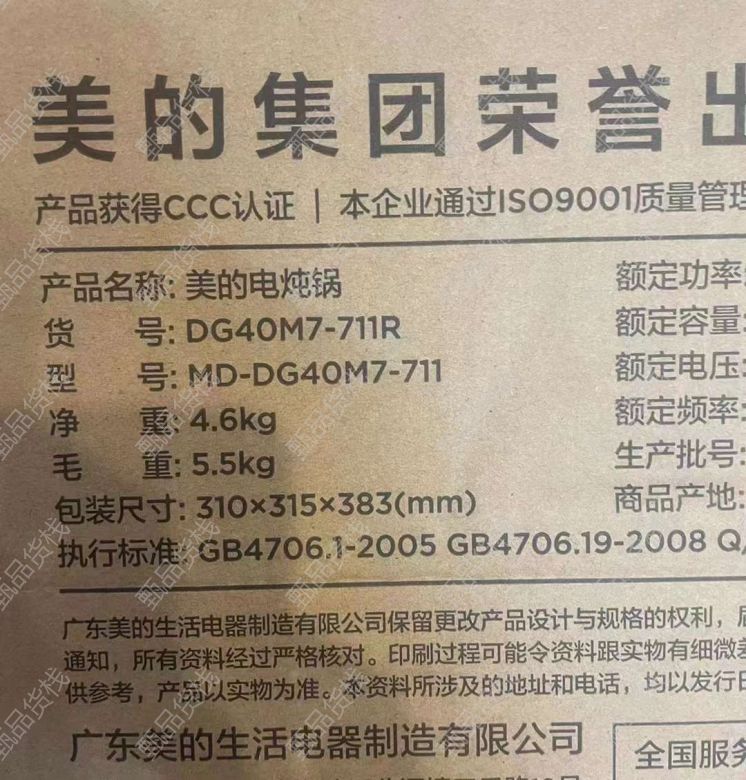 美的集团荣誉出
产品获得CCC认证 | 本企业通过ISO9001质量管理
产品名称: 美的电炖锅
额定功率:
货 号: DG40M7-711R
额定容量:
型 号: MD-DG40M7-711
额定电压:
净 重: 4.6kg
额定频率:
毛 重: 5.5kg
生产批号:
包装尺寸: 310×315×383(mm)
商品产地:
执行标准: GB4706.1-2005 GB4706.19-2008 Q/
广东美的生活电器制造有限公司保留更改产品设计与规格的权利，
通知，所有资料经过严格核对。印刷过程可能令资料跟实物有细微
供参考，产品以实物为准。本资料所涉及的地址和电话，均以发行
广东美的生活电器制造有限公司
全国服务
甄品货栈